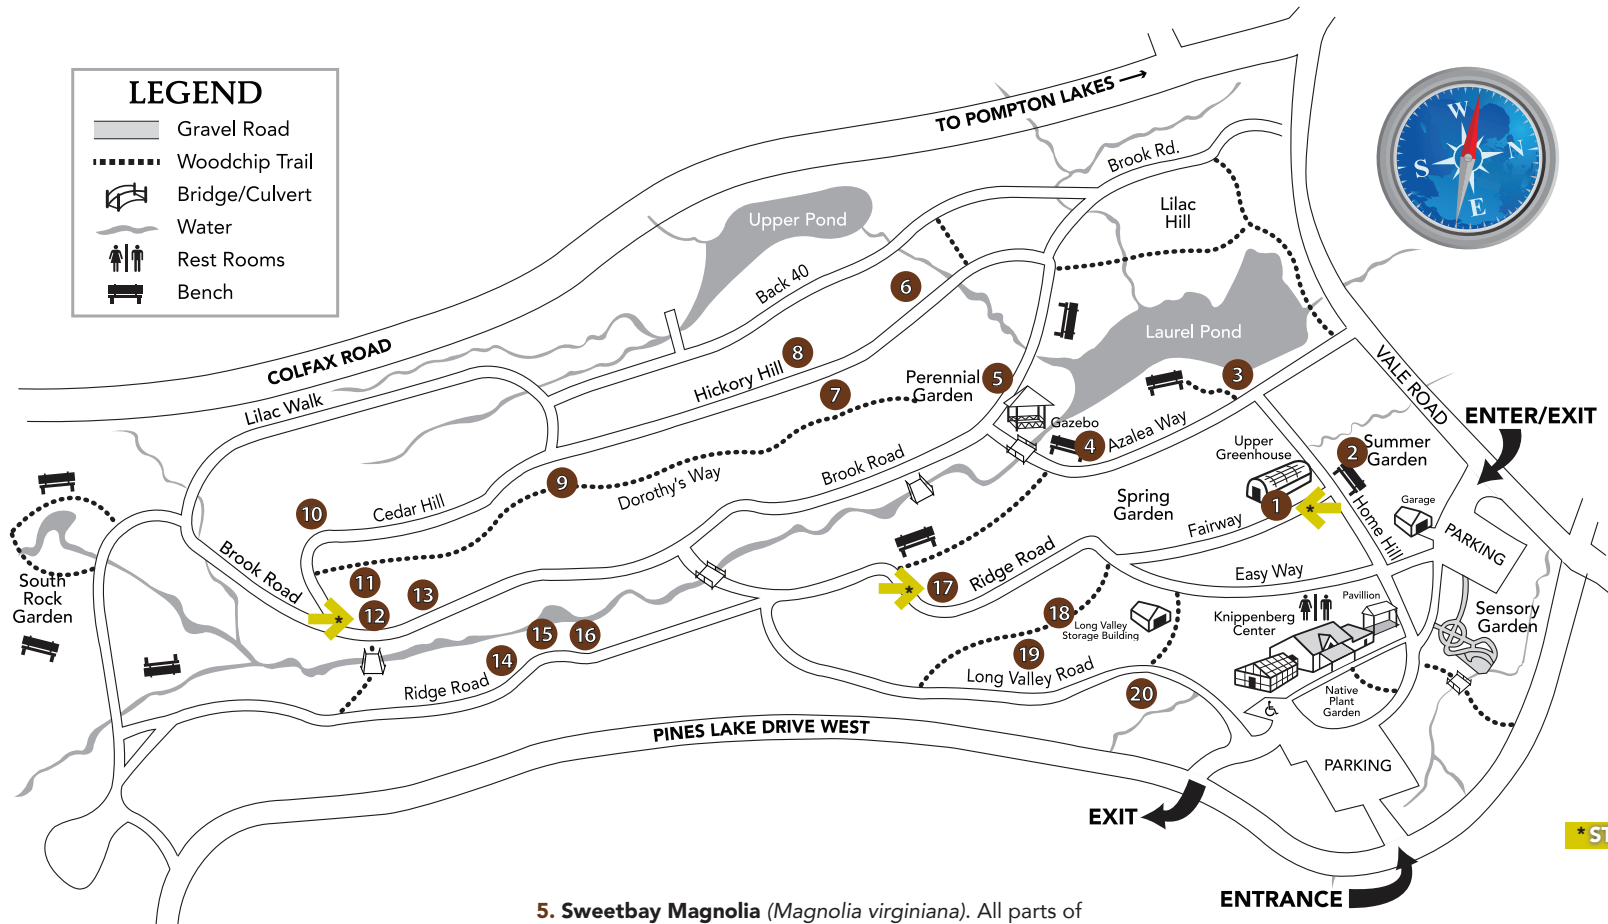 LEGEND
Gravel Road
Woodchip Trail
Bridge/Culvert
Water
Rest Rooms
Bench
TO POMPTON LAKES
W
N
S
E
Brook Rd.
Lilac
Hill
Upper Pond
Back 40
6
COLFAX ROAD
Lilac Walk
Laurel Pond
VALE ROAD
8
Hickory Hill
7
Perennial
Garden
5
3
ENTER/EXIT
Gazebo
4
Azalea Way
Upper
Greenhouse
2
Summer
Garden
Brook Road
Dorothy's Way
9
Spring
Garden
1
*
Fairway
Home Hill
Garage
PARKING
10
Cedar Hill
Brook Road
South
Rock
Garden
11
12
13
*
*
17
Ridge Road
Easy Way
Knippenberg
Center
Pavillion
Sensory
Garden
18
Long Valley
Storage Building
19
Long Valley Road
20
15
16
14
Ridge Road
Native
Plant
Garden
PINES LAKE DRIVE WEST
PARKING
EXIT
ENTRANCE
* ST
5. Sweetbay Magnolia (Magnolia virginiana). All parts of